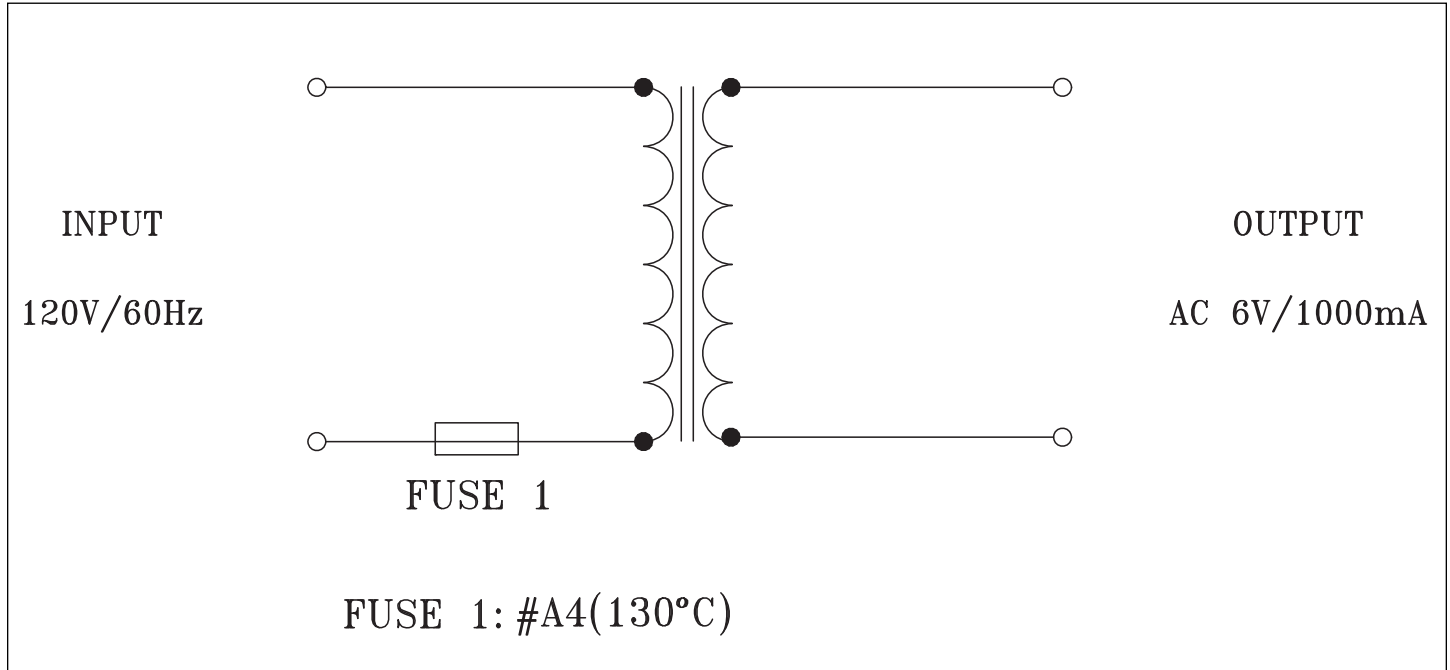 INPUT
OUTPUT
120V/60Hz
AC 6V/1000mA
FUSE 1
FUSE 1: #A4(130°C)